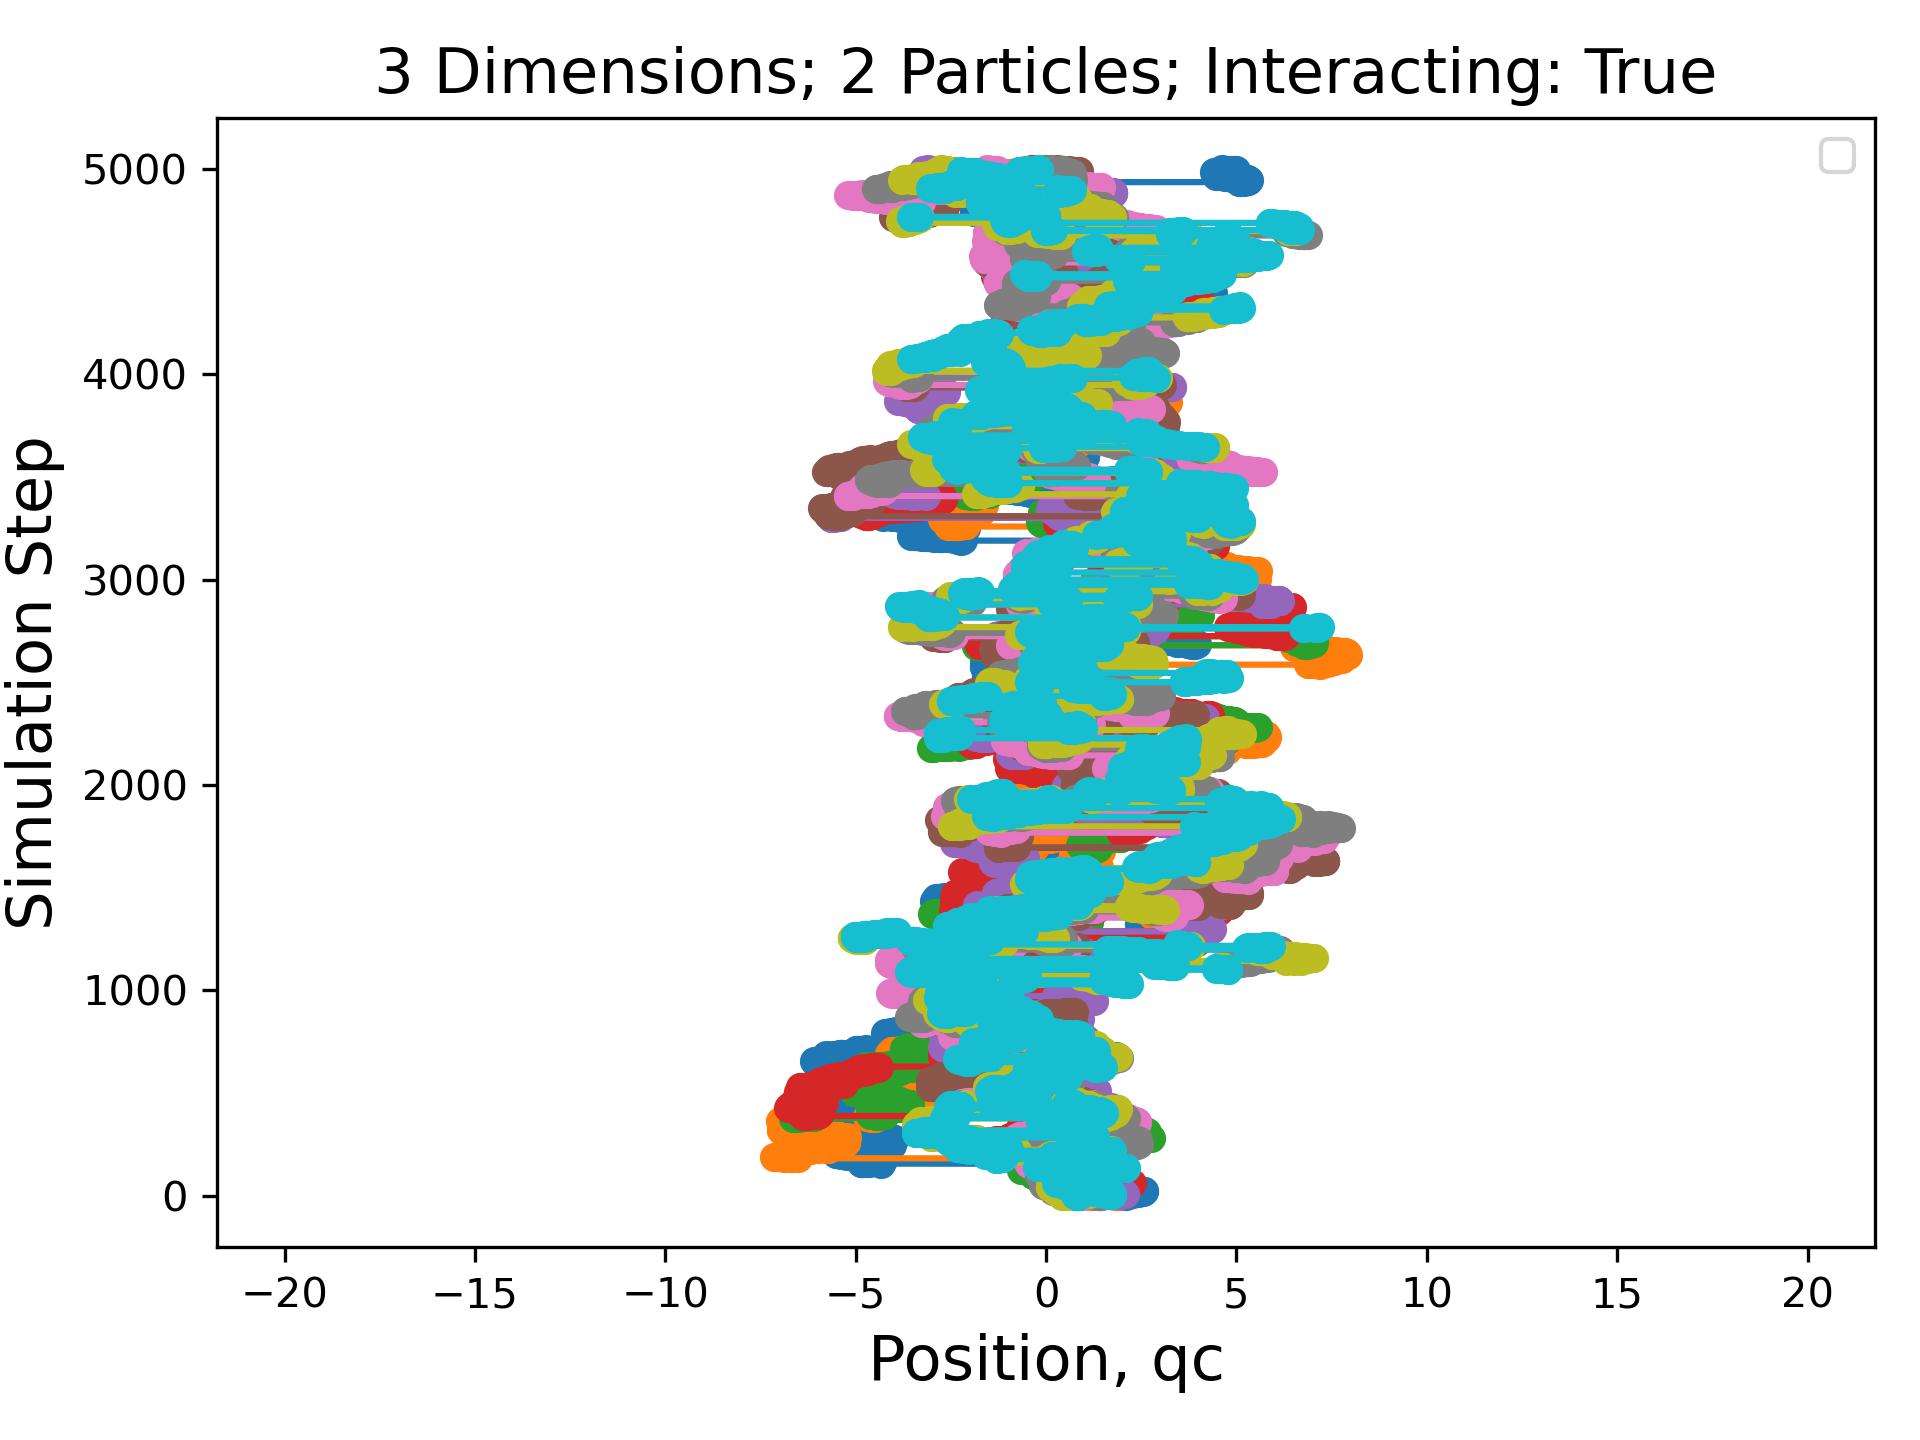 3 Dimensions; 2 Particles; Interacting: True
Simulation Step
5000
4000
3000
2000
1000
0
−20 −15 −10 −5 0 5 10 15 20
Position, qc